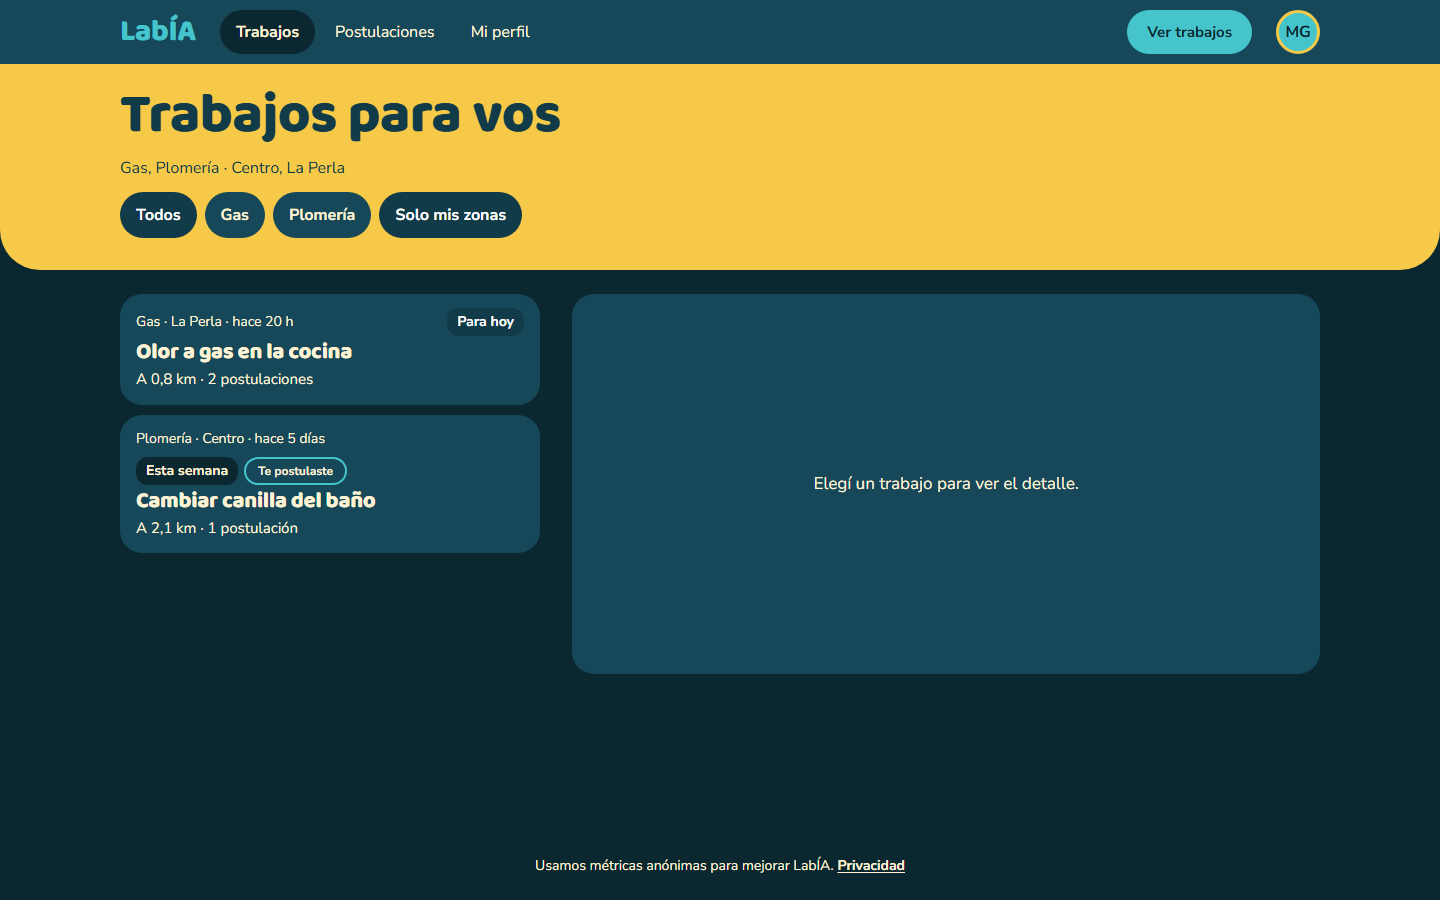 LabÍA Trabajos Postulaciones Mi perfil Ver trabajos MG
Trabajos para vos
Gas, Plomería · Centro, La Perla
Todos Gas Plomería Solo mis zonas
Gas · La Perla · hace 20 h Para hoy
Olor a gas en la cocina
A 0,8 km · 2 postulaciones
Plomería · Centro · hace 5 días
Esta semana Te postulaste
Cambiar canilla del baño
A 2,1 km · 1 postulación
Elegí un trabajo para ver el detalle.
Usamos métricas anónimas para mejorar LabÍA. Privacidad